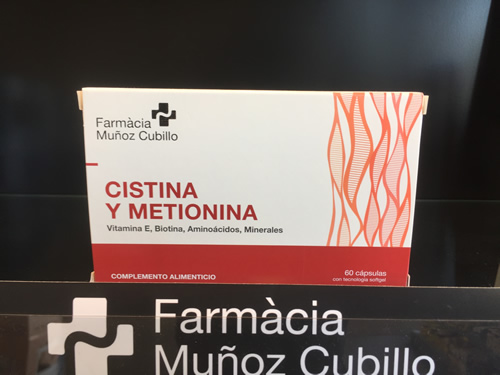 Farmàcia
Muñoz Cubillo
CISTINA
Y METIONINA
Vitamina E, Biotina, Aminoácidos, Minerales
COMPLEMENTO ALIMENTICIO
60 cápsulas
con tecnología softgel
Farmàcia
Muñoz Cubillo